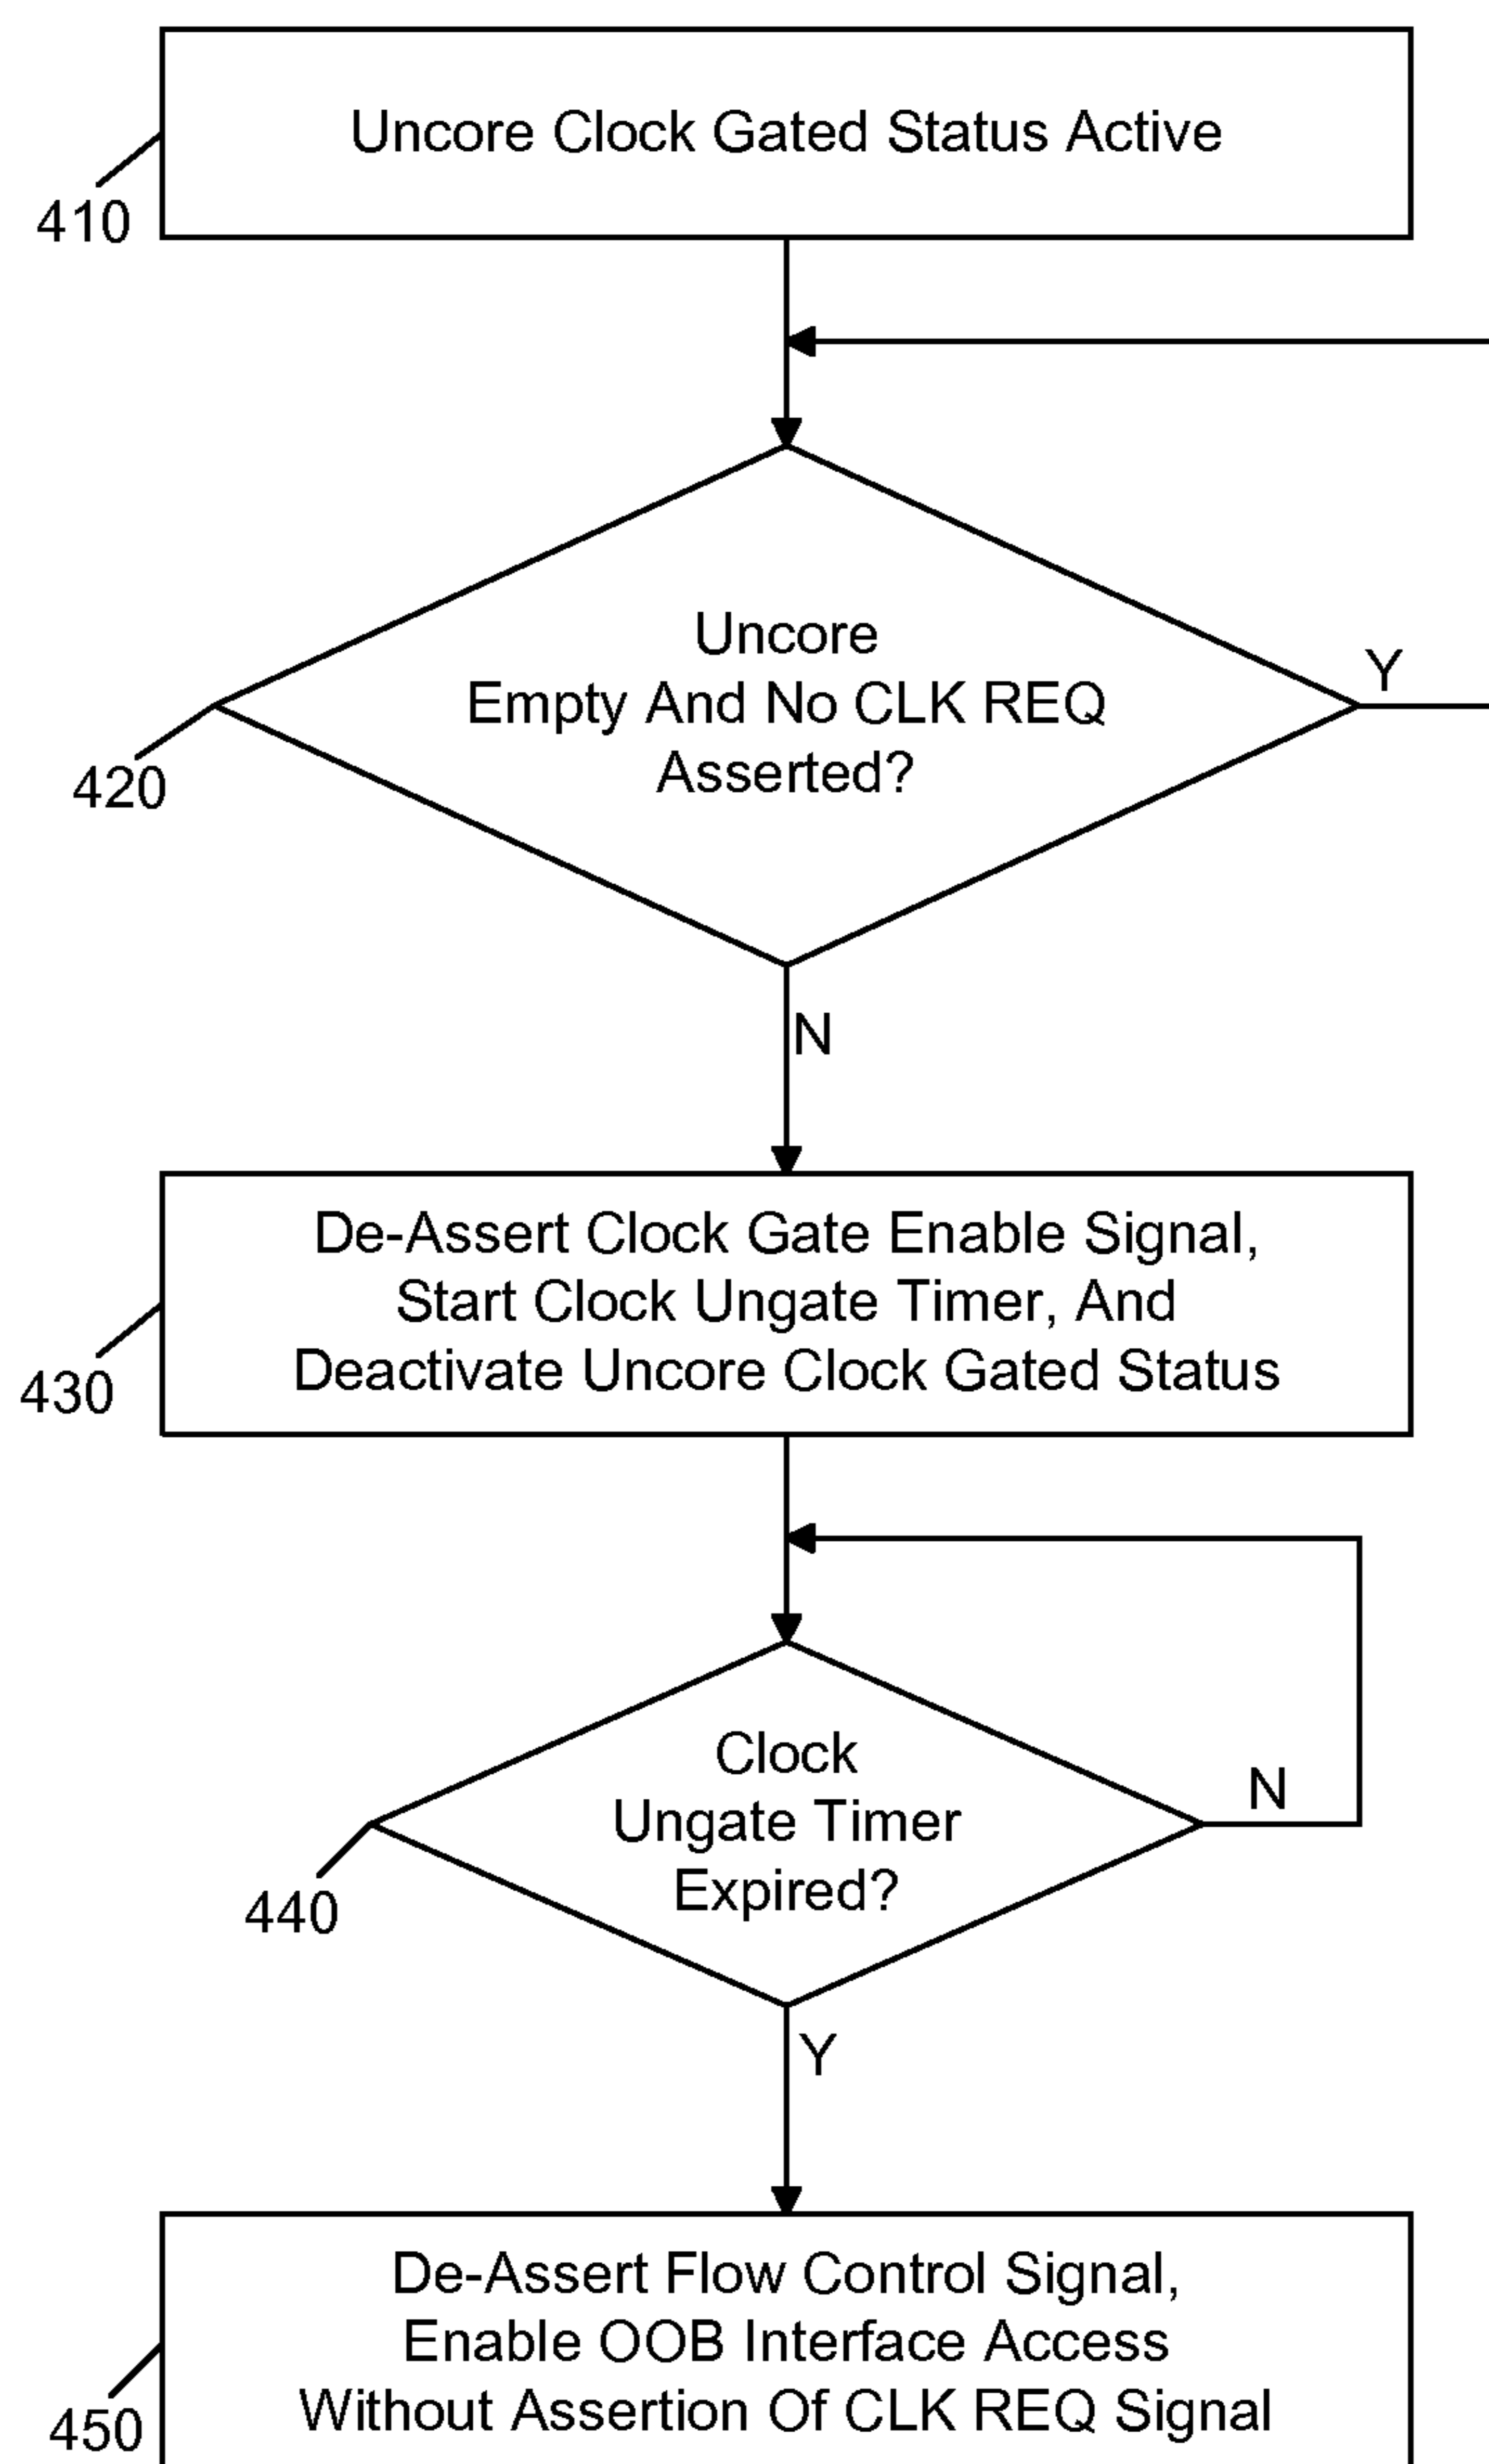 Uncore Clock Gated Status Active
410
Uncore
Empty And No CLK REQ
Asserted?
Y
420
N
De-Assert Clock Gate Enable Signal,
Start Clock Ungate Timer, And
Deactivate Uncore Clock Gated Status
430
Clock
Ungate Timer
Expired?
N
440
Y
De-Assert Flow Control Signal,
Enable OOB Interface Access
Without Assertion Of CLK REQ Signal
450